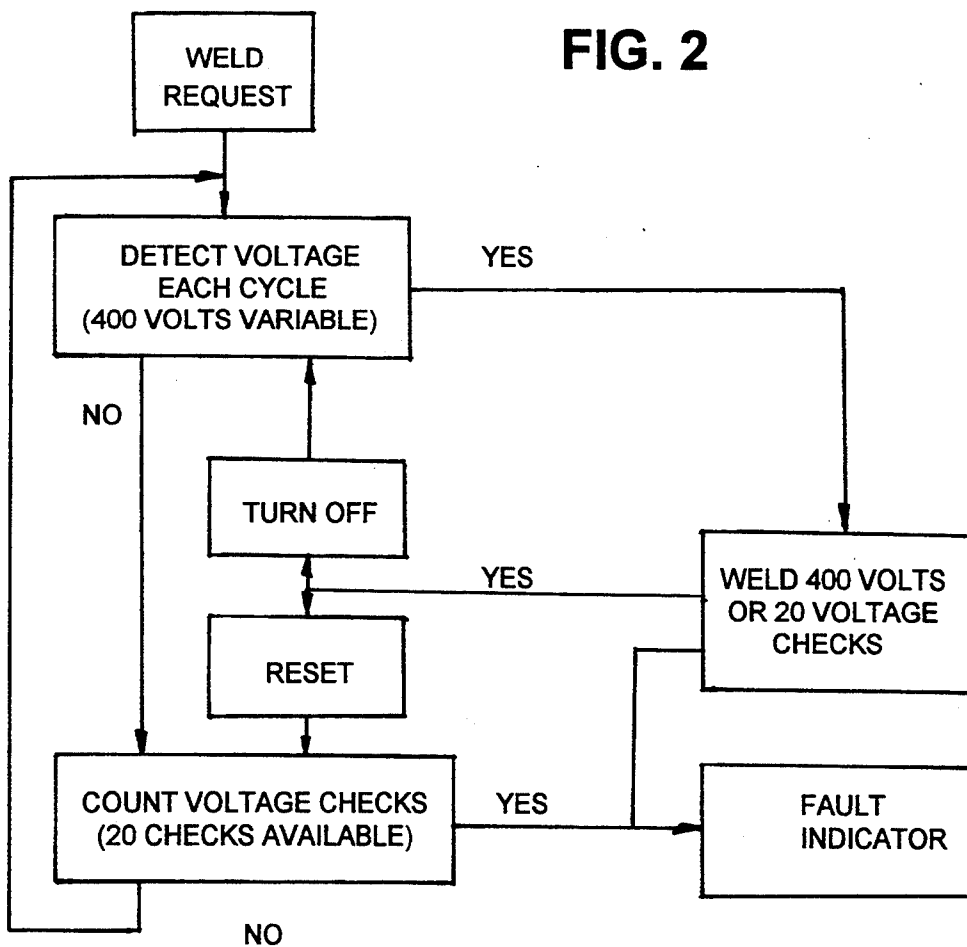 FIG. 2
WELD
REQUEST
DETECT VOLTAGE
EACH CYCLE
(400 VOLTS VARIABLE)
YES
NO
TURN OFF
YES
WELD 400 VOLTS
OR 20 VOLTAGE
CHECKS
RESET
COUNT VOLTAGE CHECKS
(20 CHECKS AVAILABLE)
YES
FAULT
INDICATOR
NO